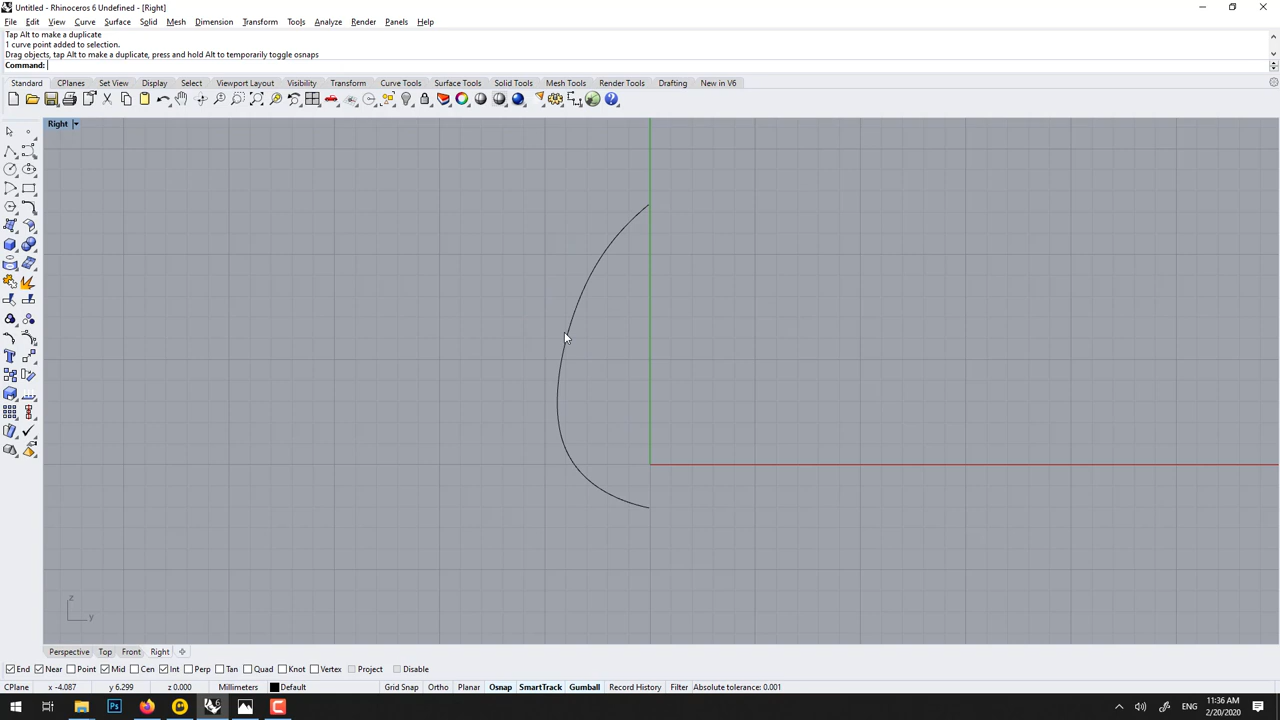 Untitled - Rhinoceros 6 Undefined - [Right]
File Edit View Curve Surface Solid Mesh Dimension Transform Tools Analyze Render Panels Help
Tap Alt to make a duplicate
1 curve point added to selection.
Drag objects, tap Alt to make a duplicate, press and hold Alt to temporarily toggle osnaps
Command:
Standard CPlanes Set View Display Select Viewport Layout Visibility Transform Curve Tools Surface Tools Solid Tools Mesh Tools Render Tools Drafting New in V6
Right
z
y
Perspective Top Front Right
End Near Point Mid Cen Int Perp Tan Quad Knot Vertex Project Disable
CPlane x -4.087 y 6.299 z 0.000 Millimeters Default Grid Snap Ortho Planar Osnap SmartTrack Gumball Record History Filter Absolute tolerance: 0.001
Ps ENG 11:36 AM
2/20/2020